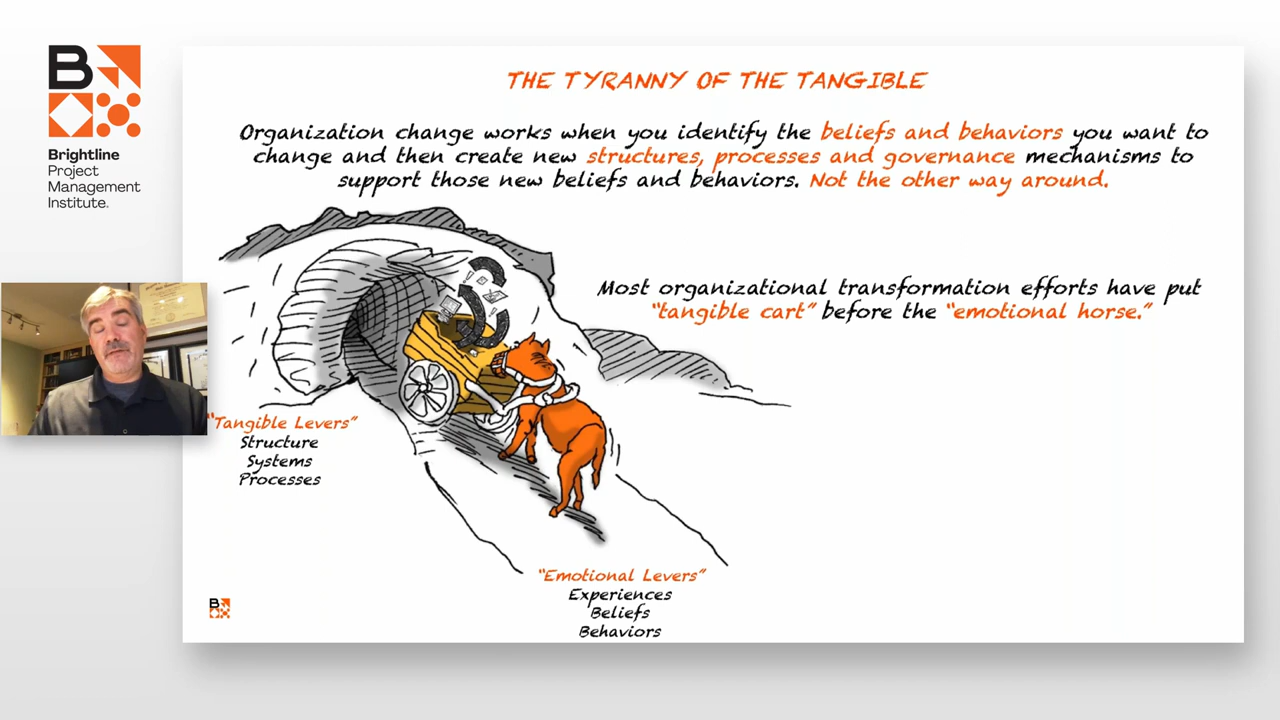 B
Brightline
Project
Management
Institute.
THE TYRANNY OF THE TANGIBLE
Organization change works when you identify the beliefs and behaviors you want to
change and then create new structures, processes and governance mechanisms to
support those new beliefs and behaviors. Not the other way around.
Most organizational transformation efforts have put
"tangible cart" before the "emotional horse."
"Tangible Levers"
Structure
Systems
Processes
"Emotional Levers"
Experiences
Beliefs
Behaviors
B